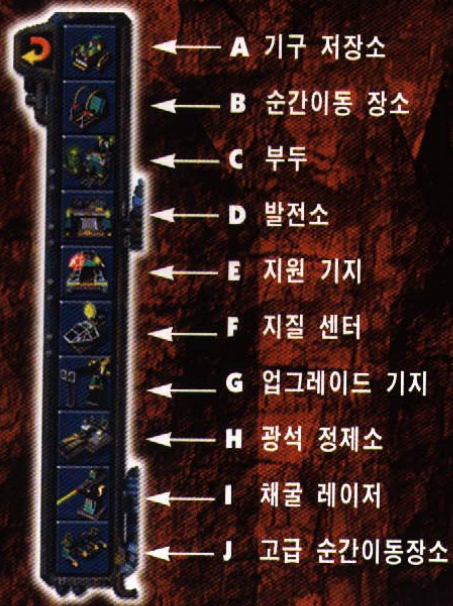 A 기구 저장소
B 순간이동 장소
C 부두
D 발전소
E 지원 기지
F 지질 센터
G 업그레이드 기지
H 광석 정제소
I 채굴 레이저
J 고급 순간이동장소